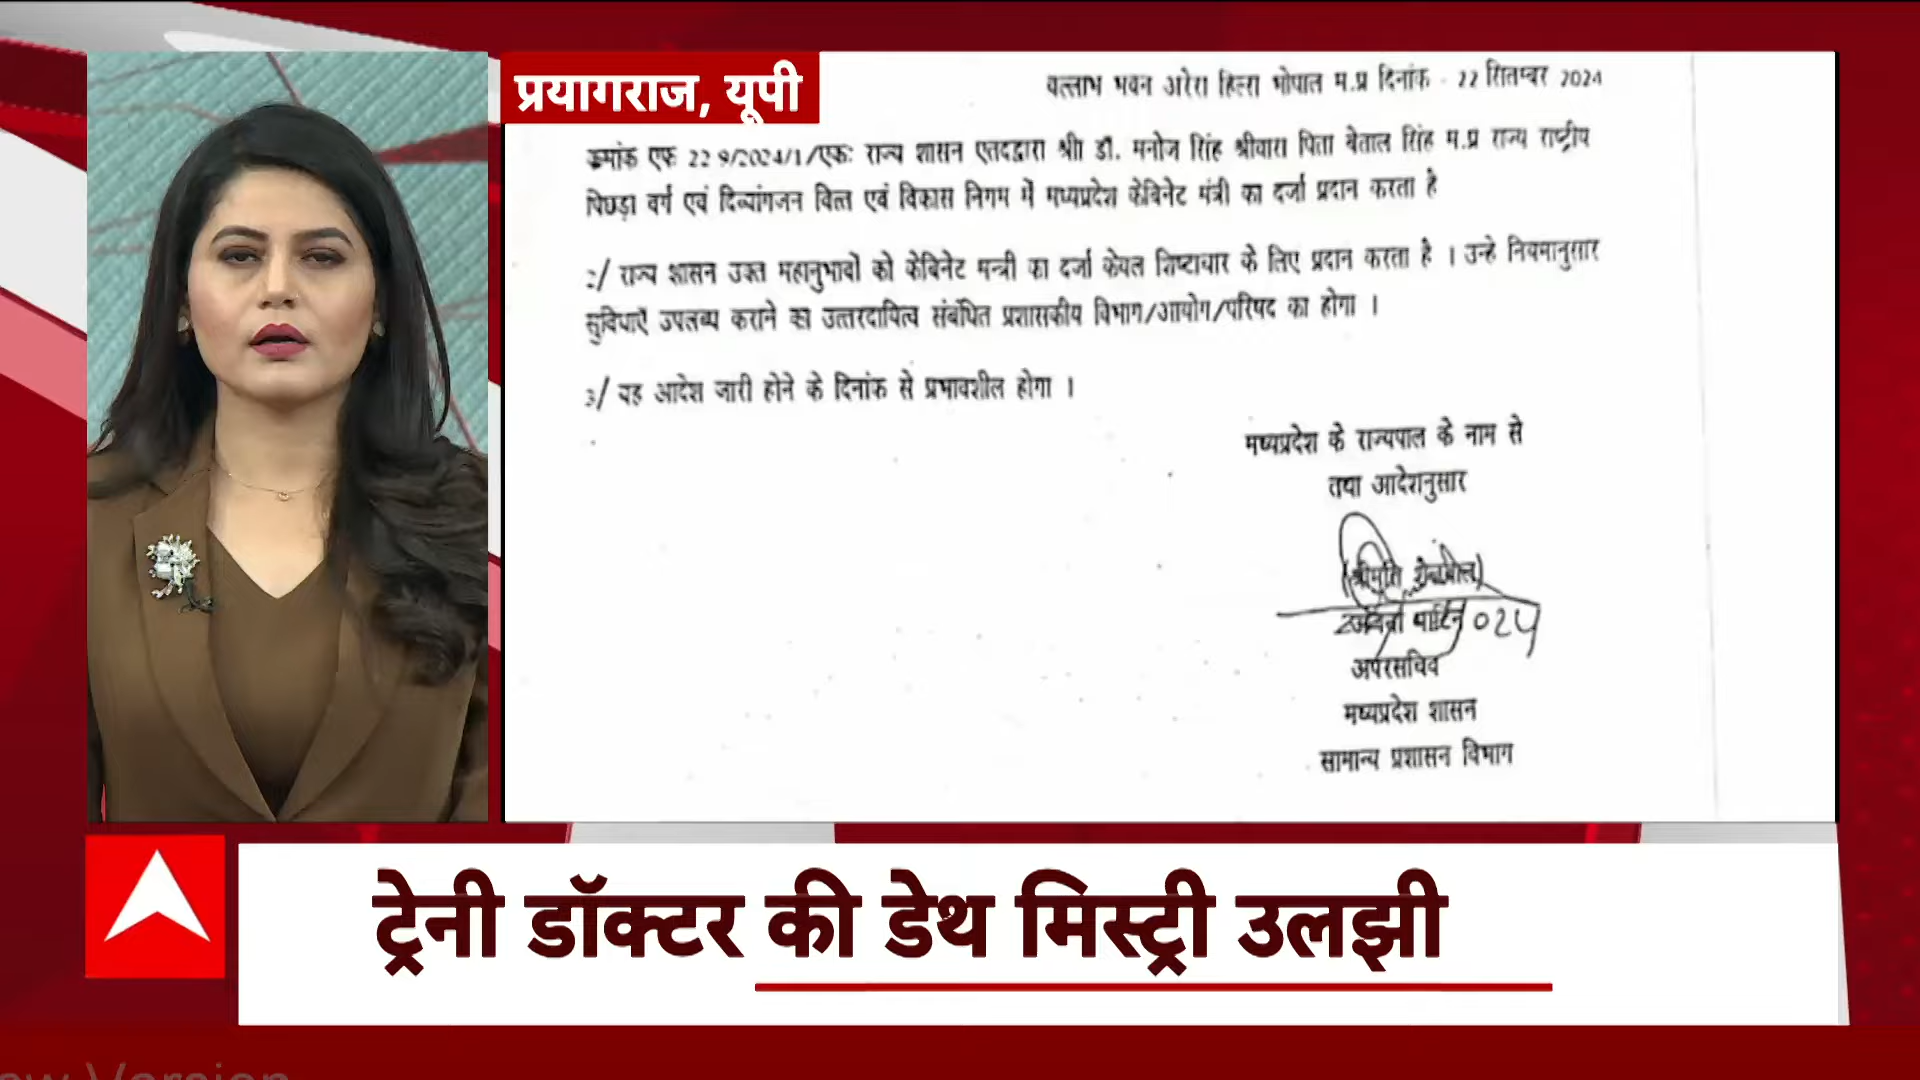 प्रयागराज, यूपी
वल्लाभ भवन अरेरा हिल्स भोपाल म.प्र दिनांक - 22 सितम्बर 2024
क्रमांक एफ 22 9/2024/1/एकः राज्य शासन एतदद्वारा श्री डॉ. मनोज सिंह श्रीवारा पिता बेताल सिंह म.प्र राज्य राष्ट्रीय
पिछड़ा वर्ग एवं दिव्यांगजन वित्त एवं विकास निगम में मध्यप्रदेश केबिनेट मंत्री का दर्जा प्रदान करता है
2/ राज्य शासन उक्त महानुभावों को केबिनेट मन्त्री का दर्जा केवल शिष्टाचार के लिए प्रदान करता है । उन्हे नियमानुसार
सुविधाऐं उपलब्ध कराने का उत्तरदायित्व संबंधित प्रशासकीय विभाग/आयोग/परिषद का होगा ।
3/ यह आदेश जारी होने के दिनांक से प्रभावशील होगा ।
मध्यप्रदेश के राज्यपाल के नाम से
तथा आदेशनुसार
(श्रीमति
अपरसचिव
मध्यप्रदेश शासन
सामान्य प्रशासन विभाग
ट्रेनी डॉक्टर की डेथ मिस्ट्री उलझी